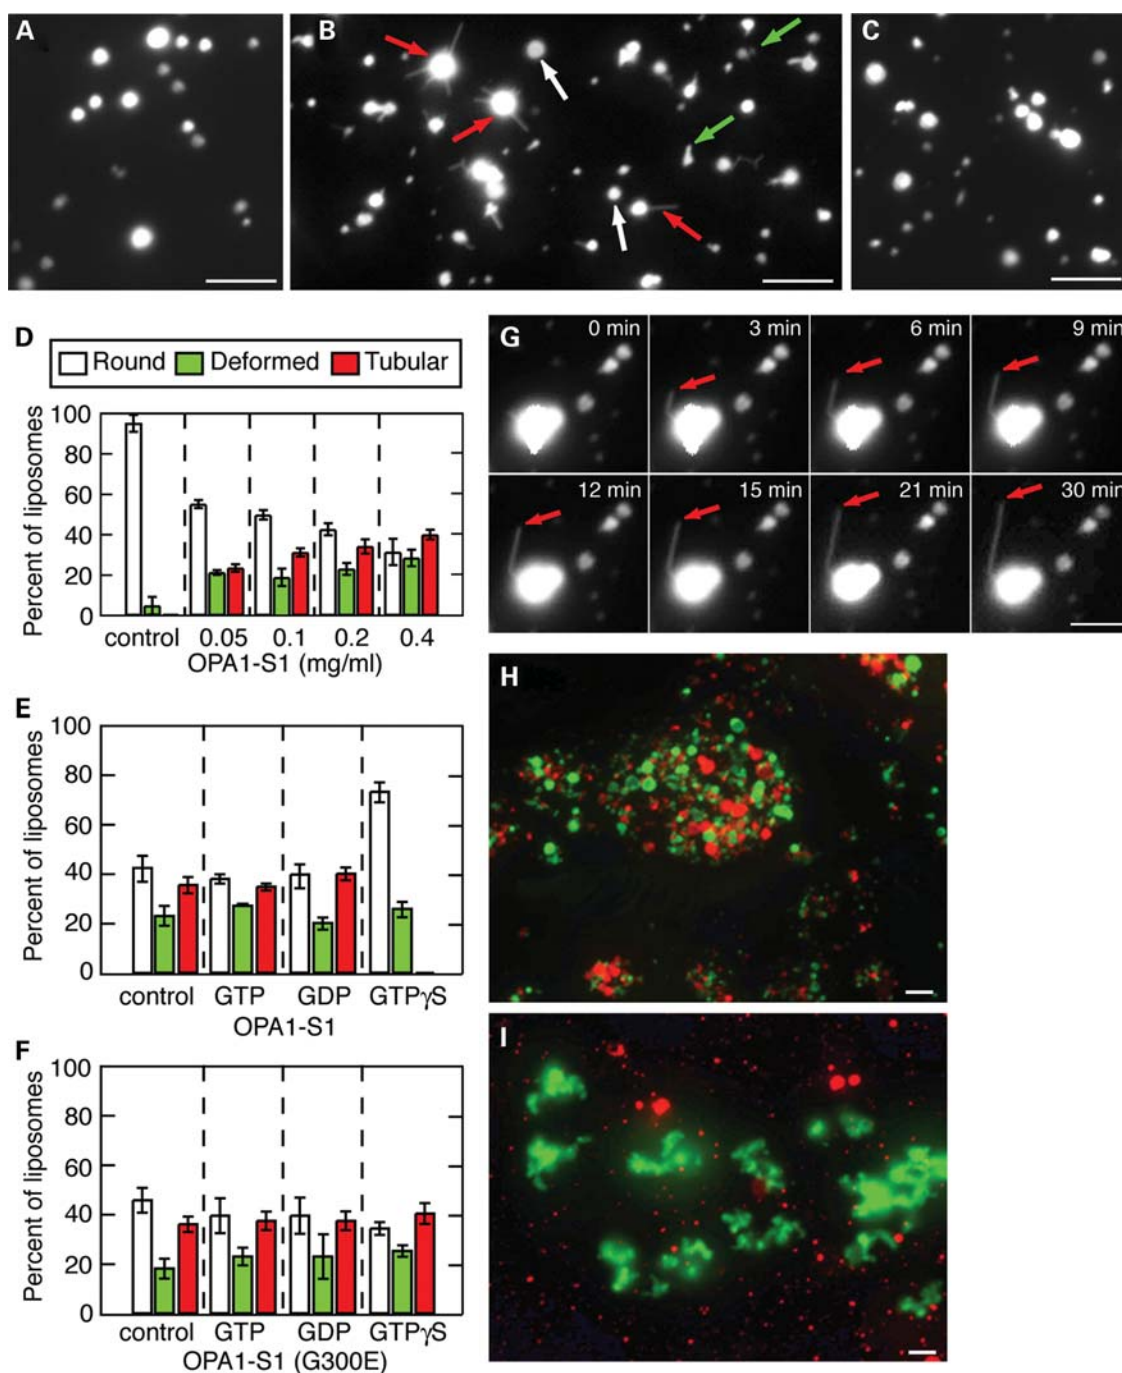 A
B
C
D
Round Deformed Tubular
Percent of liposomes
100
80
60
40
20
0
control 0.05 0.1 0.2 0.4
OPA1-S1 (mg/ml)
E
Percent of liposomes
100
80
60
40
20
0
control GTP GDP GTPγS
OPA1-S1
F
Percent of liposomes
100
80
60
40
20
0
control GTP GDP GTPγS
OPA1-S1 (G300E)
G
0 min 3 min 6 min 9 min
12 min 15 min 21 min 30 min
H
I